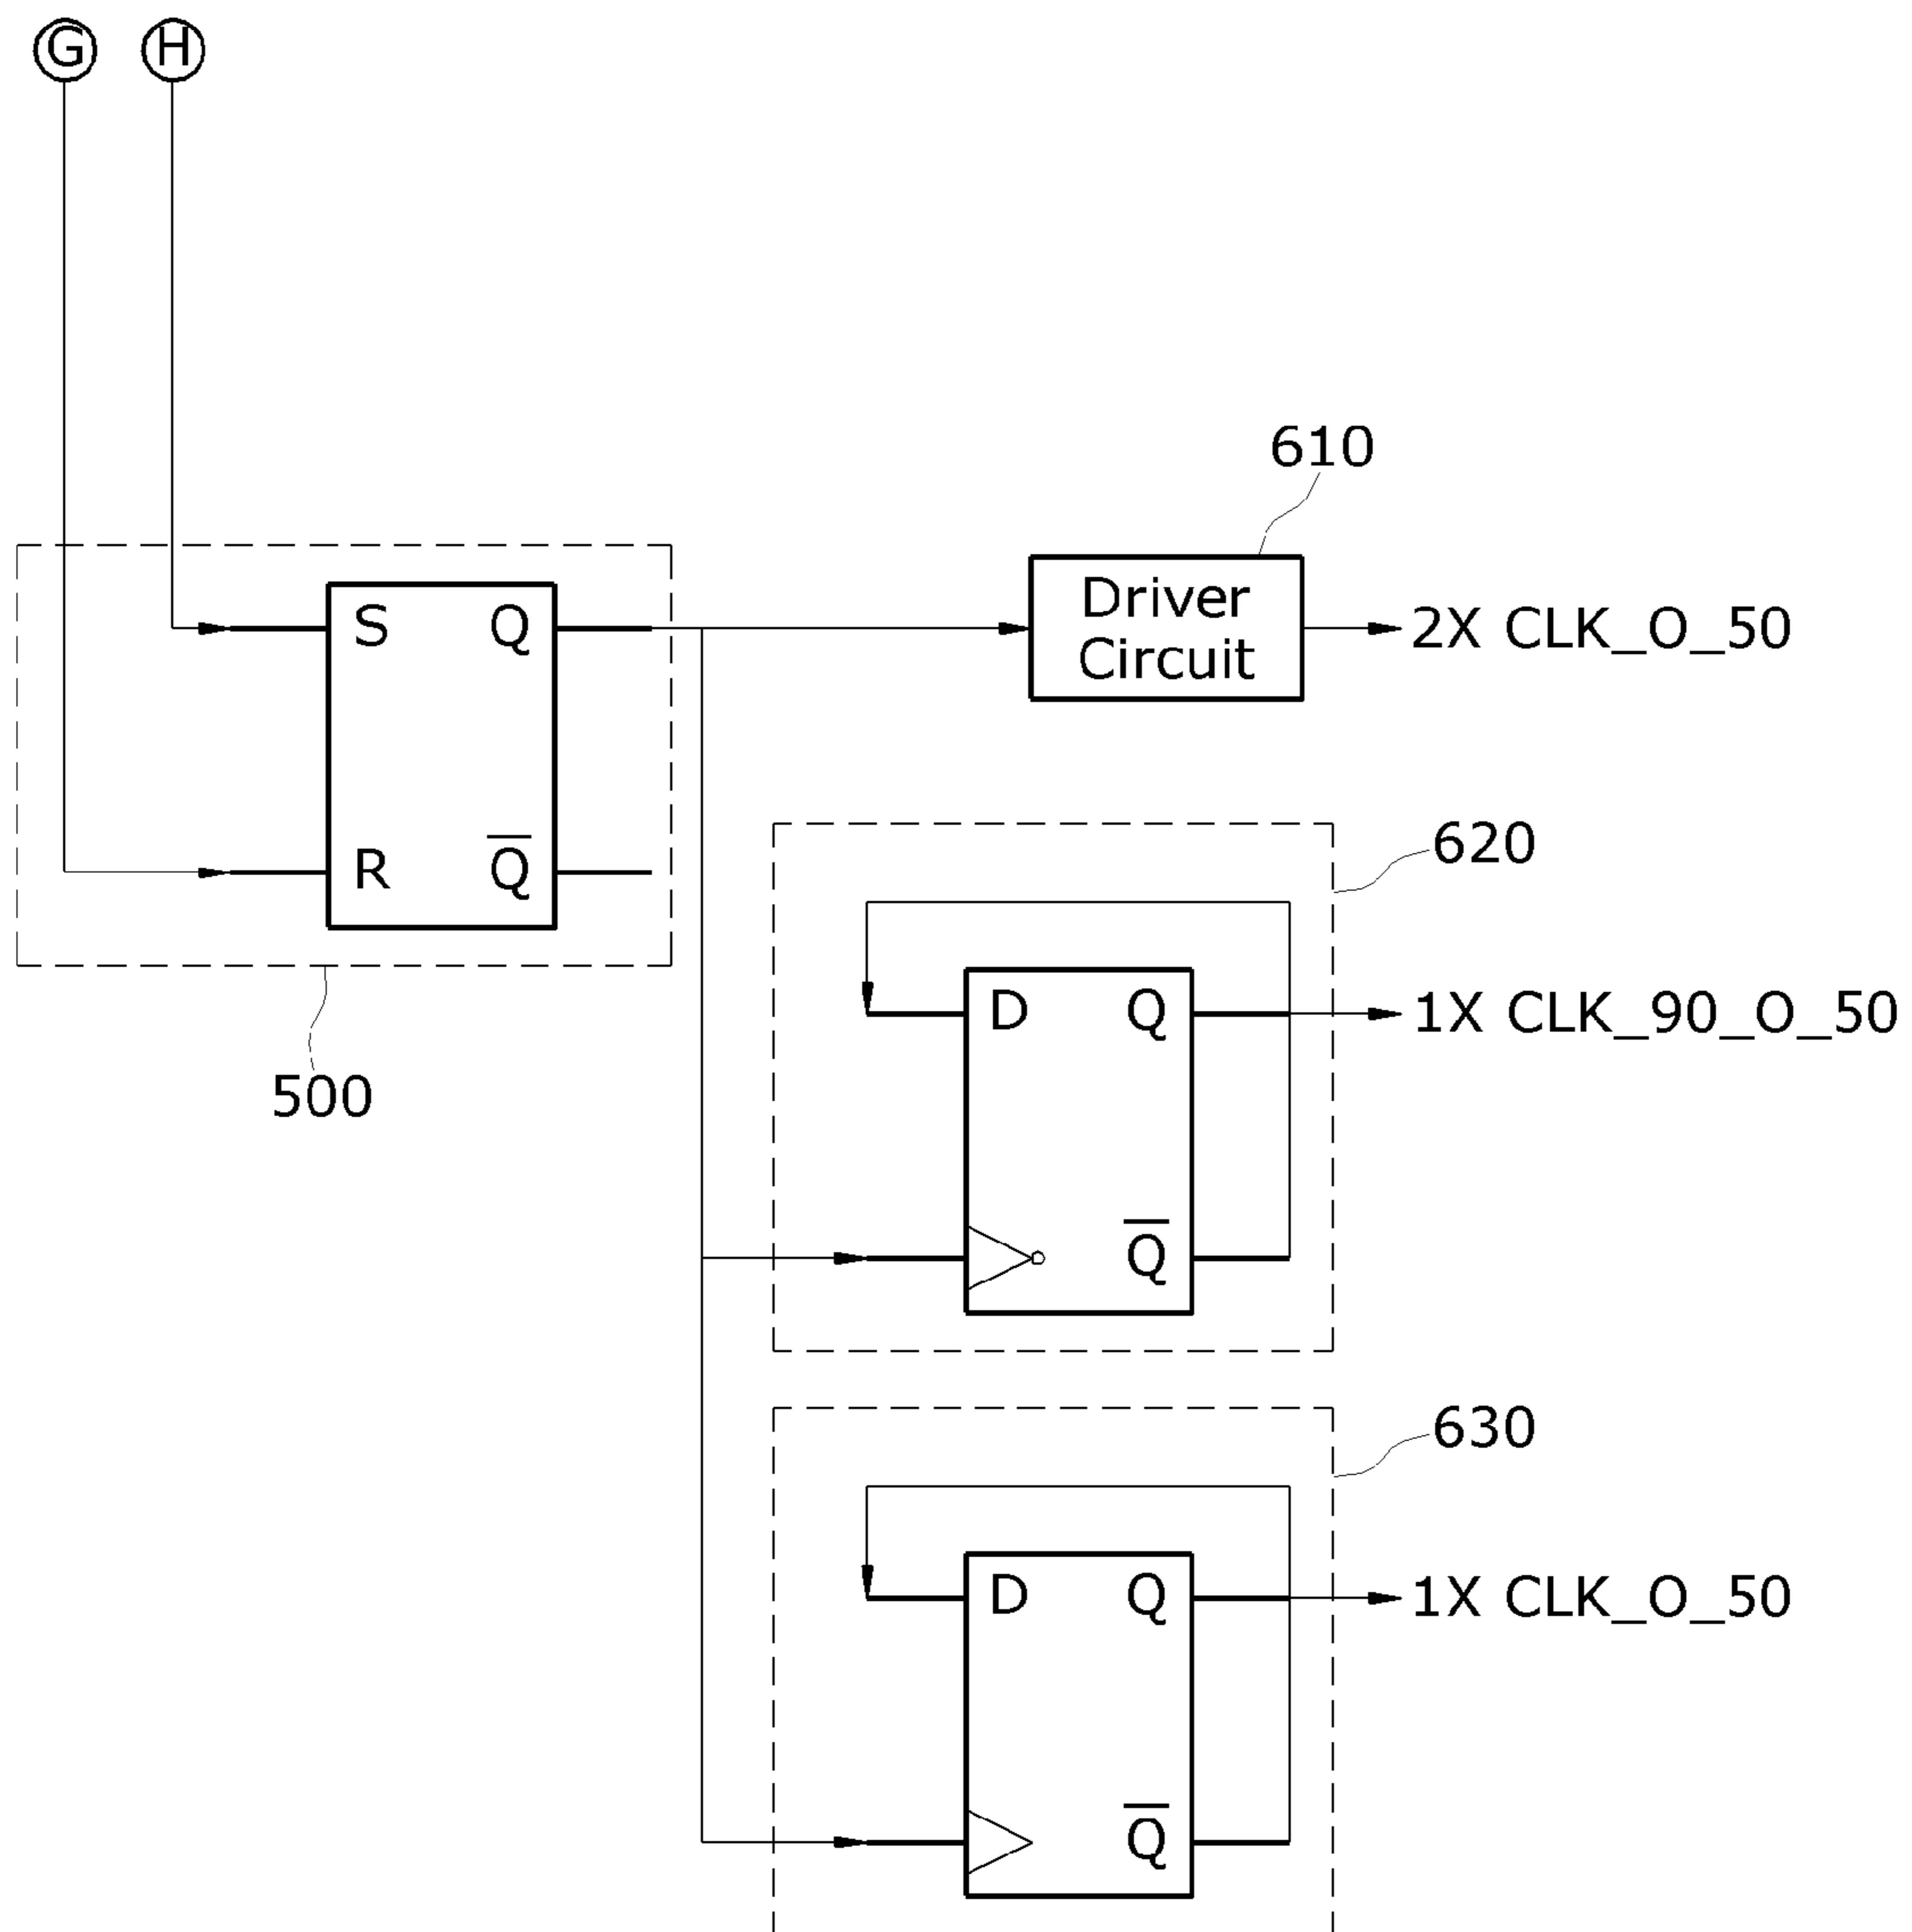 G H
610
S Q
Driver
Circuit
2X CLK_O_50
R Q̅
620
D Q
1X CLK_90_O_50
500
Q̅
630
D Q
1X CLK_O_50
Q̅